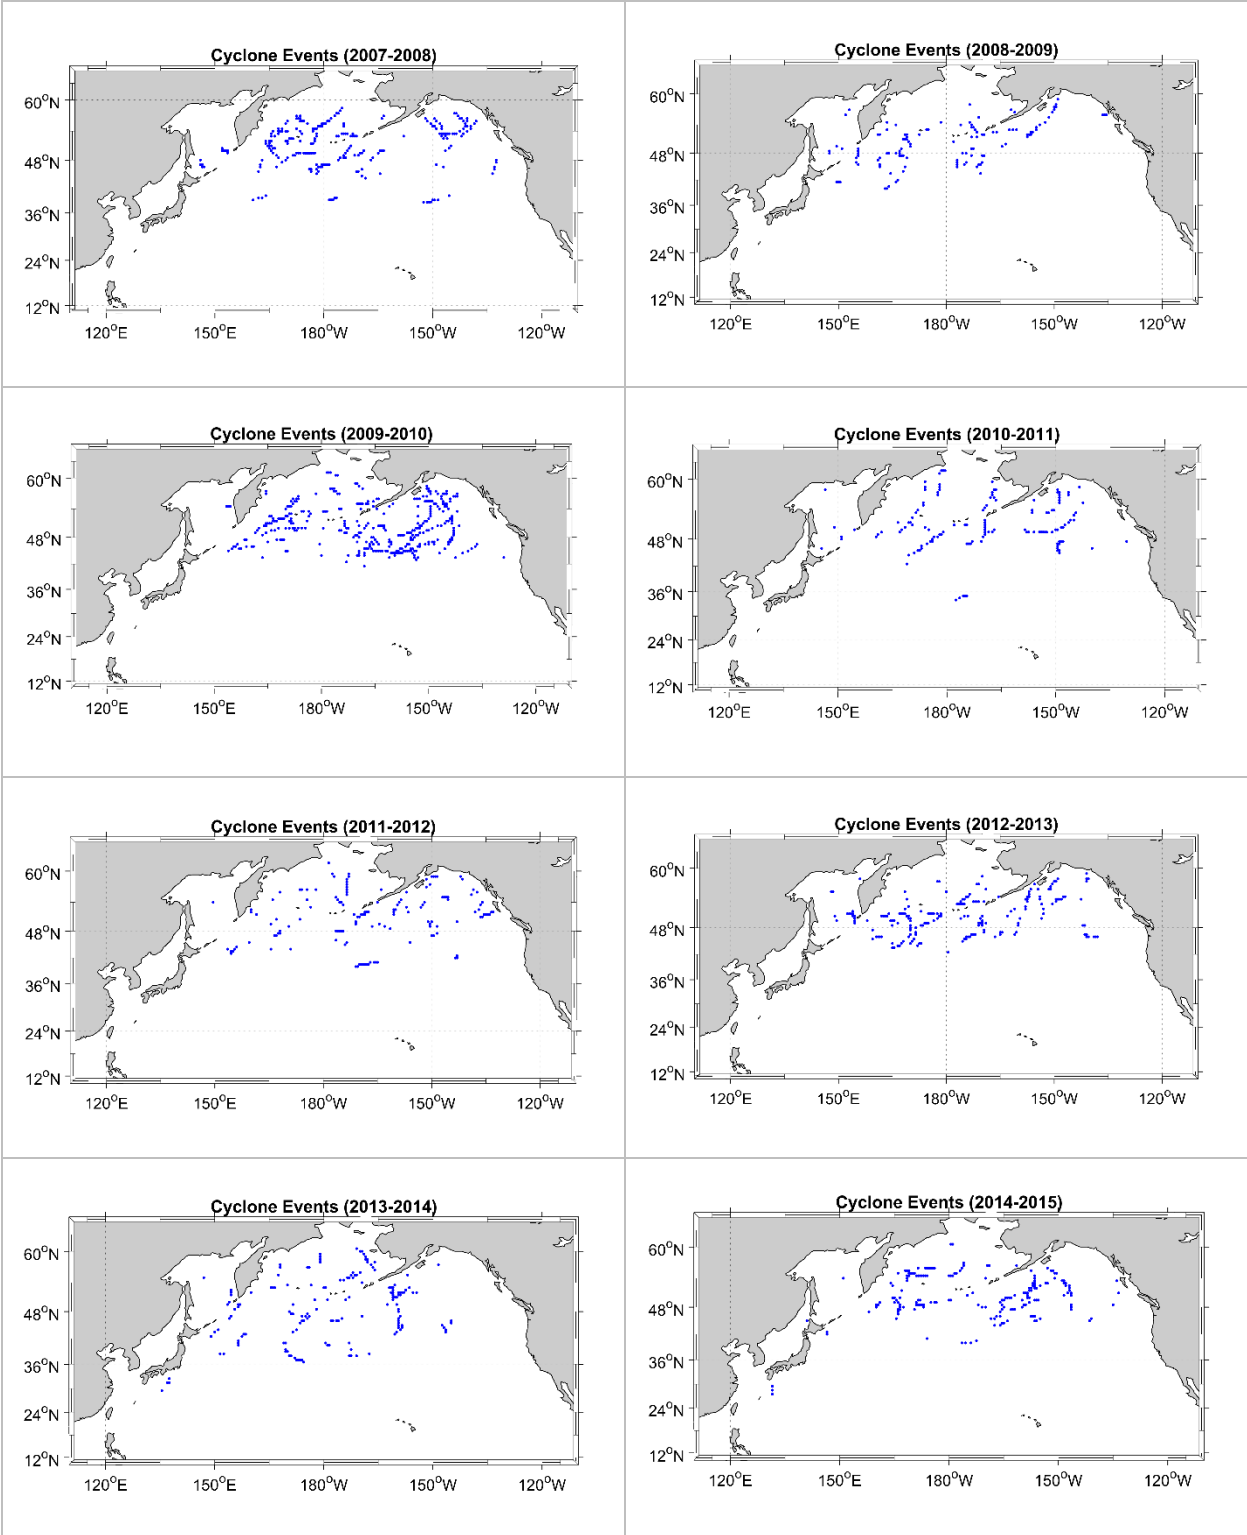 Cyclone Events (2007-2008)
60°N
48°N
36°N
24°N
12°N
120°E 150°E 180°W 150°W 120°W
Cyclone Events (2008-2009)
60°N
48°N
36°N
24°N
12°N
120°E 150°E 180°W 150°W 120°W
Cyclone Events (2009-2010)
60°N
48°N
36°N
24°N
12°N
120°E 150°E 180°W 150°W 120°W
Cyclone Events (2010-2011)
60°N
48°N
36°N
24°N
12°N
120°E 150°E 180°W 150°W 120°W
Cyclone Events (2011-2012)
60°N
48°N
36°N
24°N
12°N
120°E 150°E 180°W 150°W 120°W
Cyclone Events (2012-2013)
60°N
48°N
36°N
24°N
12°N
120°E 150°E 180°W 150°W 120°W
Cyclone Events (2013-2014)
60°N
48°N
36°N
24°N
12°N
120°E 150°E 180°W 150°W 120°W
Cyclone Events (2014-2015)
60°N
48°N
36°N
24°N
12°N
120°E 150°E 180°W 150°W 120°W